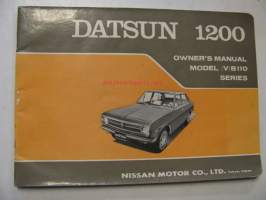 DATSUN 1200
OWNER'S MANUAL
MODEL (V)B110
SERIES
NISSAN MOTOR CO., LTD.